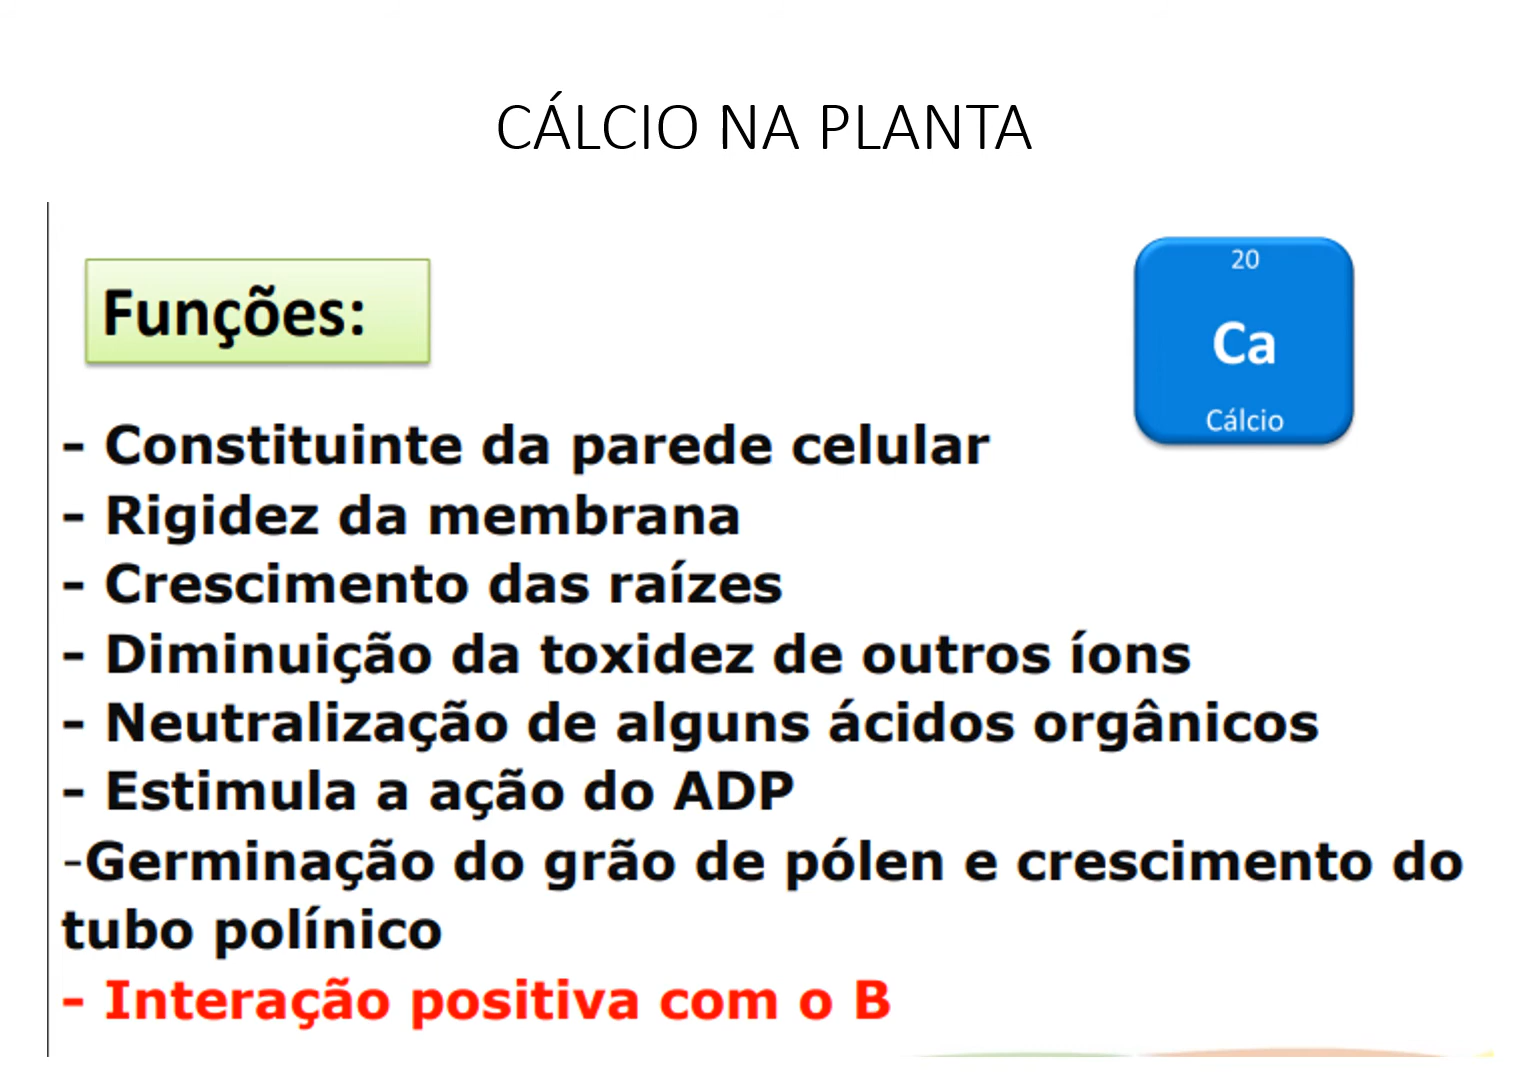 CÁLCIO NA PLANTA
Funções:
20
Ca
Cálcio
- Constituinte da parede celular
- Rigidez da membrana
- Crescimento das raízes
- Diminuição da toxidez de outros íons
- Neutralização de alguns ácidos orgânicos
- Estimula a ação do ADP
-Germinação do grão de pólen e crescimento do
tubo polínico
- Interação positiva com o B